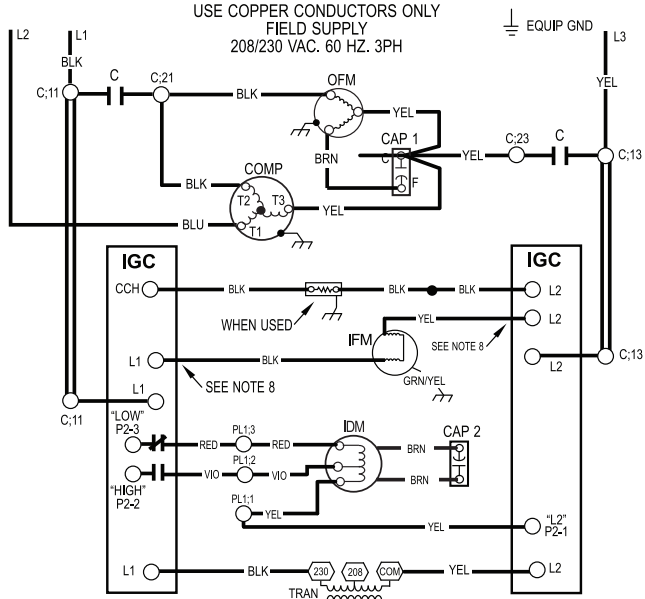 USE COPPER CONDUCTORS ONLY
FIELD SUPPLY
208/230 VAC. 60 HZ. 3PH
EQUIP GND
L2
L1
L3
BLK
YEL
C;11
C
C;21
BLK
OFM
YEL
CAP 1
C
F
BRN
YEL
C;23
C
C;13
COMP
BLK
T2
T3
T1
YEL
BLU
IGC
IGC
CCH
BLK
BLK
BLK
L2
WHEN USED
YEL
L2
IFM
SEE NOTE 8
L1
BLK
L2
C;13
GRN/YEL
SEE NOTE 8
L1
C;11
"LOW"
P2-3
RED
PL1;3
RED
IDM
BRN
CAP 2
"HIGH"
P2-2
VIO
PL1;2
VIO
BRN
PL1;1
YEL
YEL
"L2"
P2-1
L1
BLK
230
208
COM
YEL
L2
TRAN